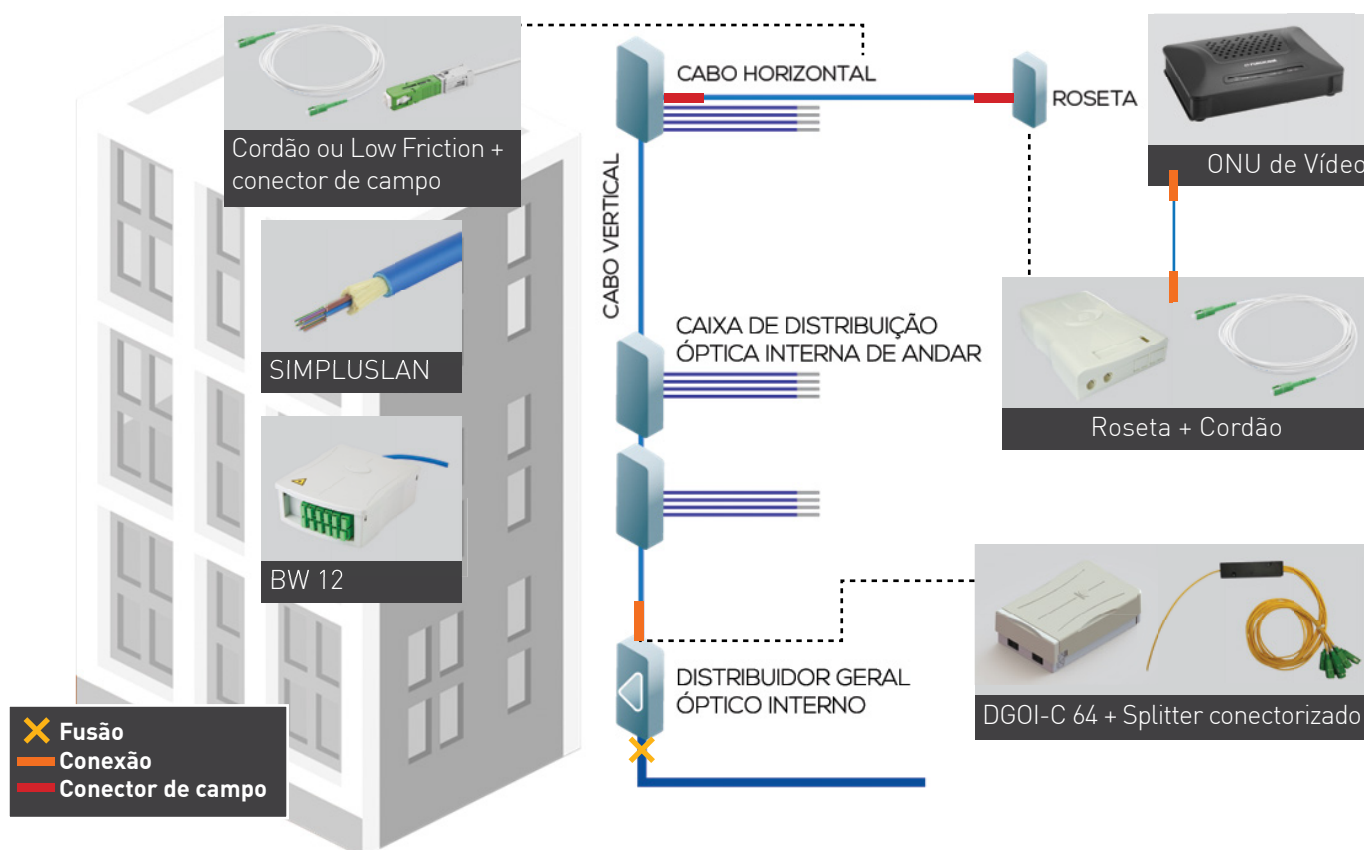 Cordão ou Low Friction +
conector de campo
SIMPLUSLAN
BW 12
CABO HORIZONTAL
ROSETA
CABO VERTICAL
CAIXA DE DISTRIBUIÇÃO
ÓPTICA INTERNA DE ANDAR
DISTRIBUIDOR GERAL
ÓPTICO INTERNO
ONU de Vídeo
Roseta + Cordão
DGOI-C 64 + Splitter conectorizado
Fusão
Conexão
Conector de campo